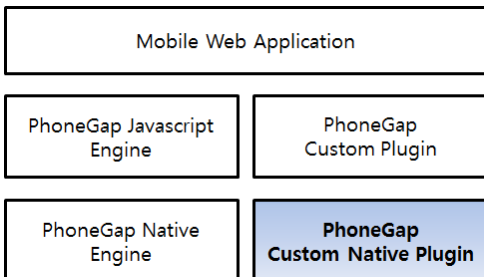 Mobile Web Application
PhoneGap Javascript
Engine
PhoneGap
Custom Plugin
PhoneGap Native
Engine
PhoneGap
Custom Native Plugin